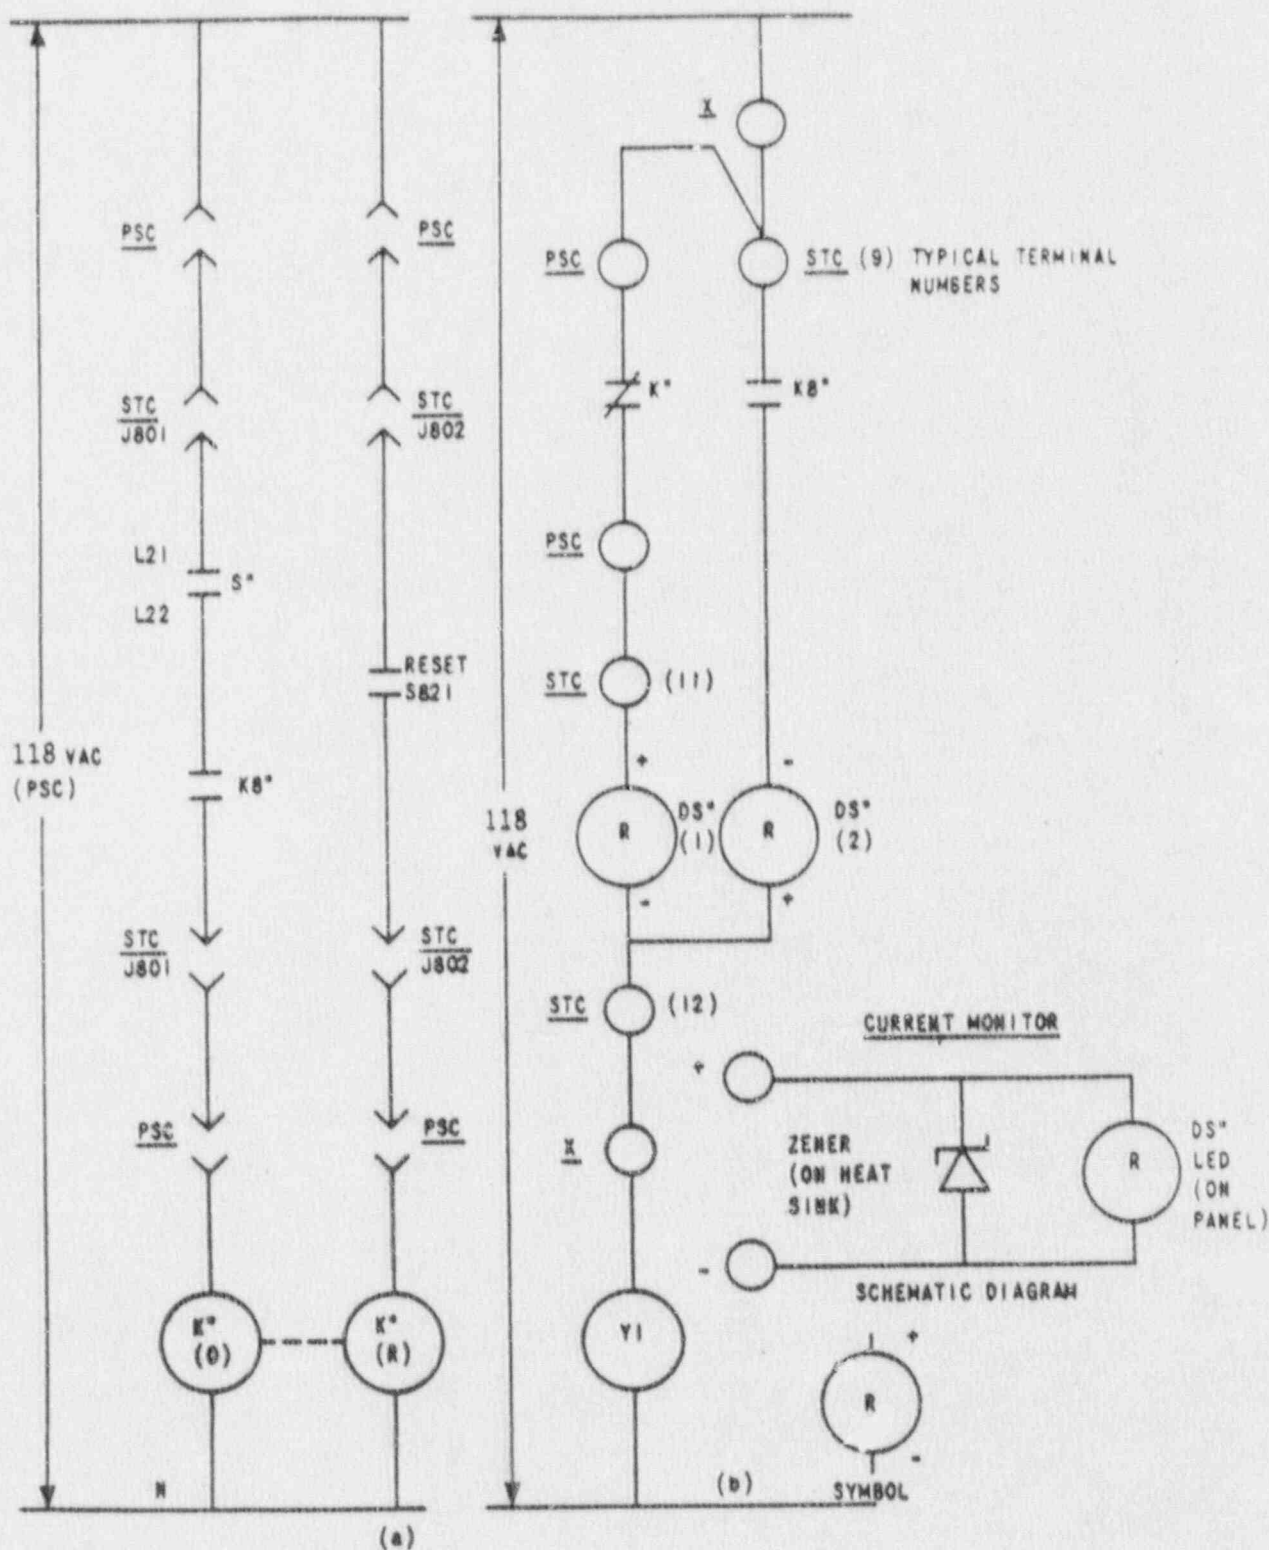 PSC
PSC
STC
J801
STC
J802
L21
S*
L22
RESET
S821
118 VAC
(PSC)
K8*
STC
J801
STC
J802
PSC
PSC
K*
(O)
K*
(R)
N
(a)
X
PSC
STC (9) TYPICAL TERMINAL
NUMBERS
K*
K8*
PSC
STC
(11)
+
-
118
VAC
R
DS*
(1)
R
DS*
(2)
-
+
STC
(12)
X
Y1
(b)
CURRENT MONITOR
+
ZENER
(ON HEAT
SINK)
R
DS*
LED
(ON
PANEL)
-
SCHEMATIC DIAGRAM
+
R
-
SYMBOL